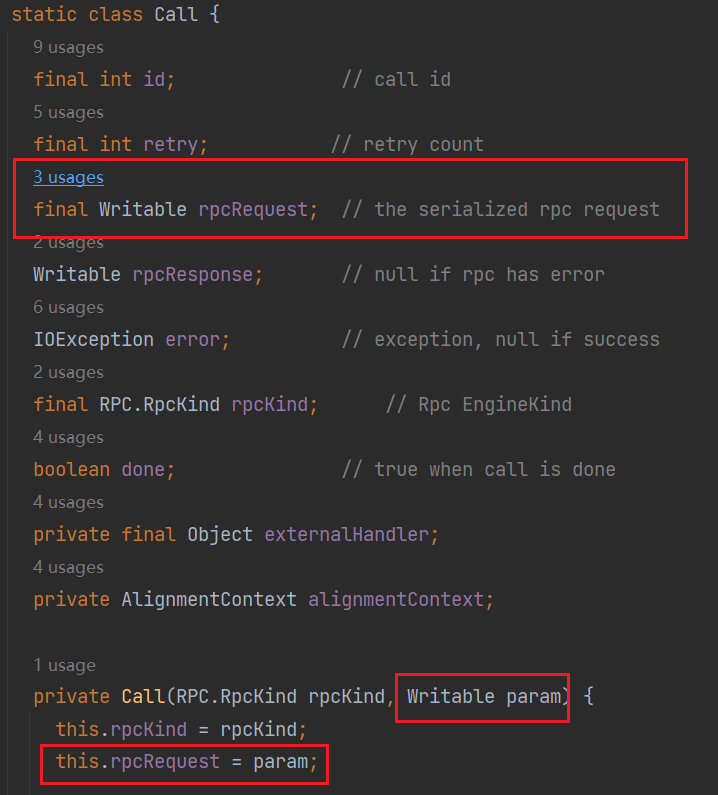 static class Call {
9 usages
final int id;               // call id
5 usages
final int retry;           // retry count
3 usages
final Writable rpcRequest;  // the serialized rpc request
2 usages
Writable rpcResponse;       // null if rpc has error
6 usages
IOException error;          // exception, null if success
2 usages
final RPC.RpcKind rpcKind;      // Rpc EngineKind
4 usages
boolean done;               // true when call is done
4 usages
private final Object externalHandler;
4 usages
private AlignmentContext alignmentContext;
1 usage
private Call(RPC.RpcKind rpcKind, Writable param) {
this.rpcKind = rpcKind;
this.rpcRequest = param;